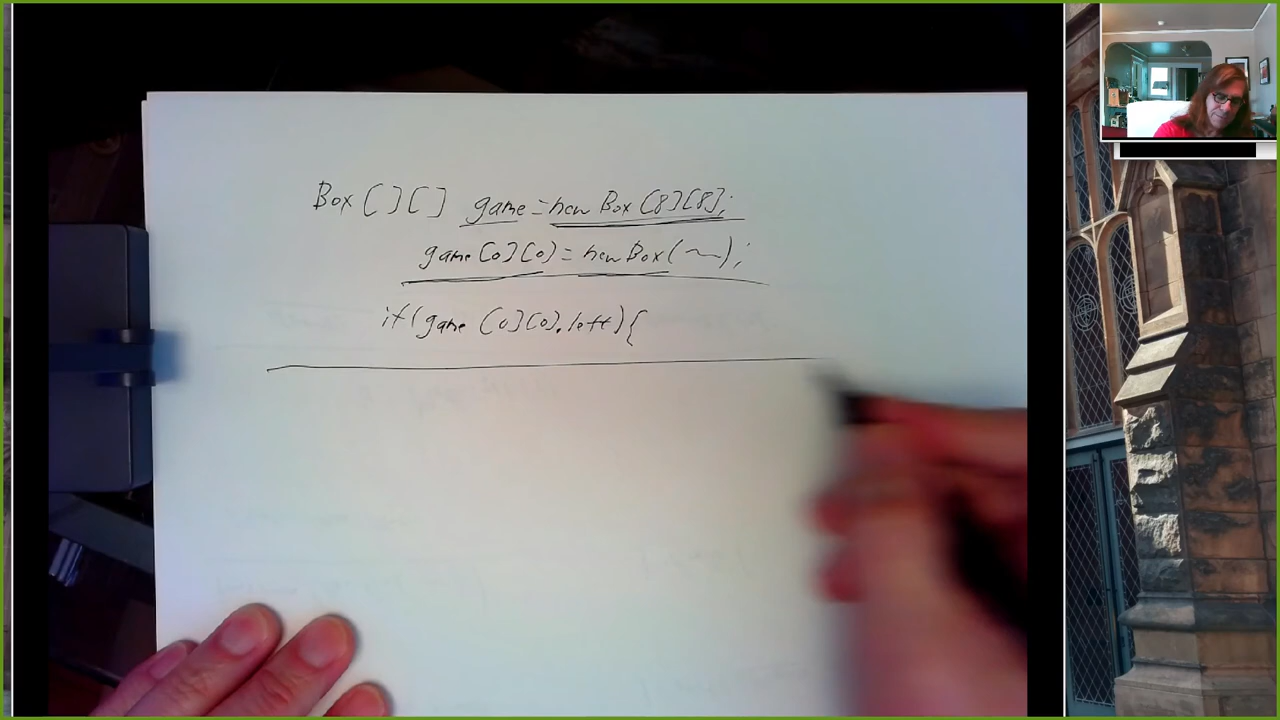 Box[][] game = new Box[8][8];
game[0][0] = new Box(~);
if(game[0][0].left){